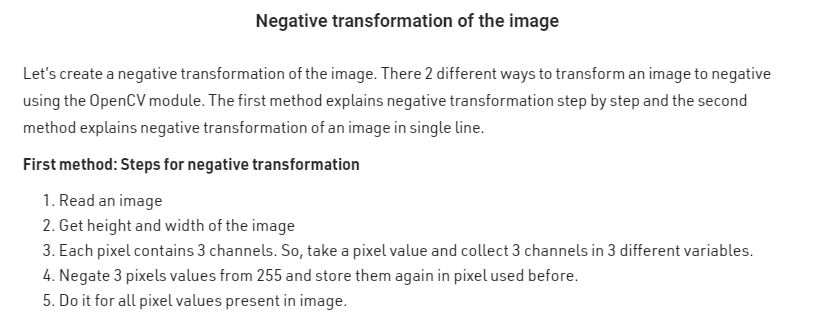 Negative transformation of the image
Let's create a negative transformation of the image. There 2 different ways to transform an image to negative
using the OpenCV module. The first method explains negative transformation step by step and the second
method explains negative transformation of an image in single line.
First method: Steps for negative transformation
1. Read an image
2. Get height and width of the image
3. Each pixel contains 3 channels. So, take a pixel value and collect 3 channels in 3 different variables.
4. Negate 3 pixels values from 255 and store them again in pixel used before.
5. Do it for all pixel values present in image.